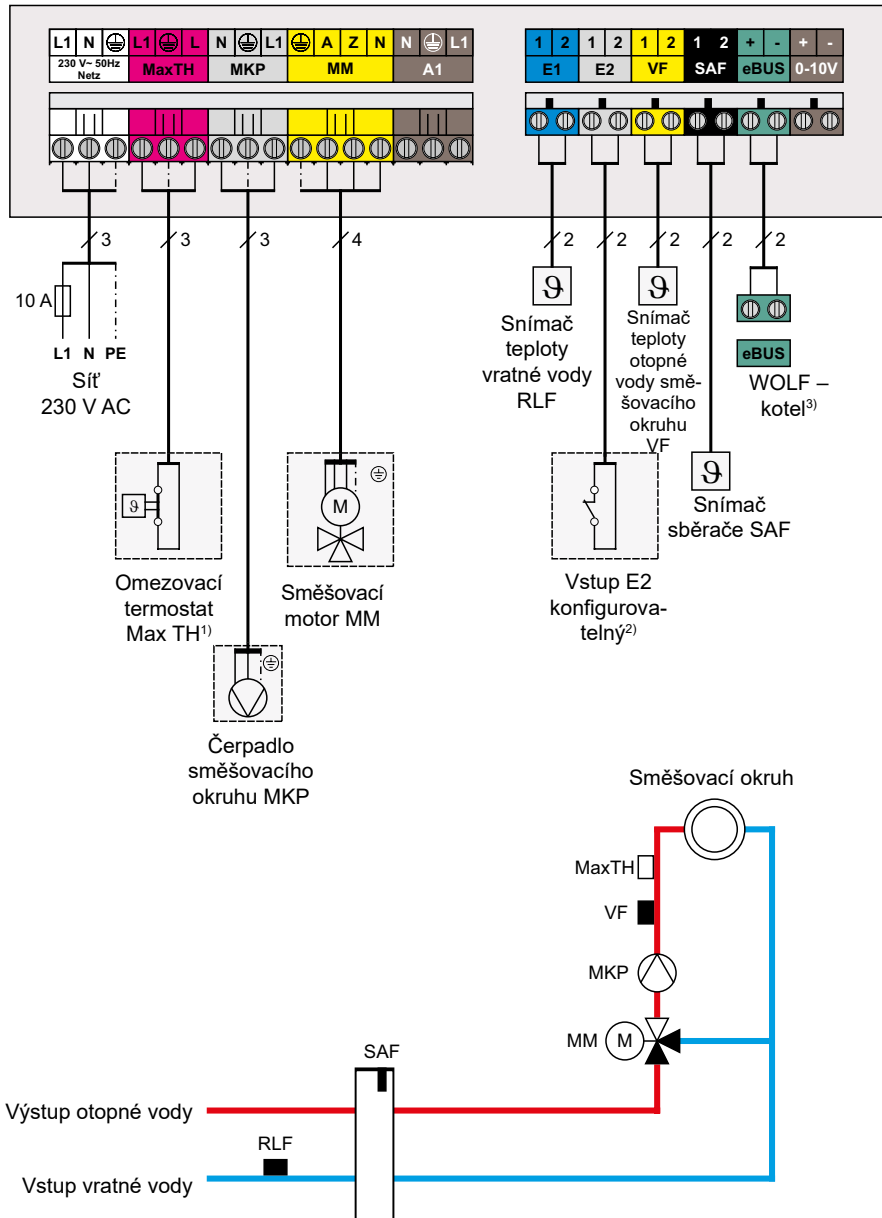 L1 N L1 L N L1 A Z N N L1 1 2 1 2 1 2 1 2 + - + -
230 V~ 50Hz
Netz
MaxTH MKP MM A1 E1 E2 VF SAF eBUS 0-10V
3 3 3 4 2 2 2 2 2
10 A
L1 N PE
Síť
230 V AC
ϑ
Snímač
teploty
vratné vody
RLF
ϑ
Snímač
teploty
otopné
vody smě-
šovacího
okruhu
VF
eBUS
WOLF –
kotel3)
ϑ
Omezovací
termostat
Max TH1)
M
Směšovací
motor MM
Vstup E2
konfigurova-
telný2)
ϑ
Snímač
sběrače SAF
Čerpadlo
směšovacího
okruhu MKP
Směšovací okruh
MaxTH
VF
MKP
MM M
SAF
Výstup otopné vody
RLF
Vstup vratné vody